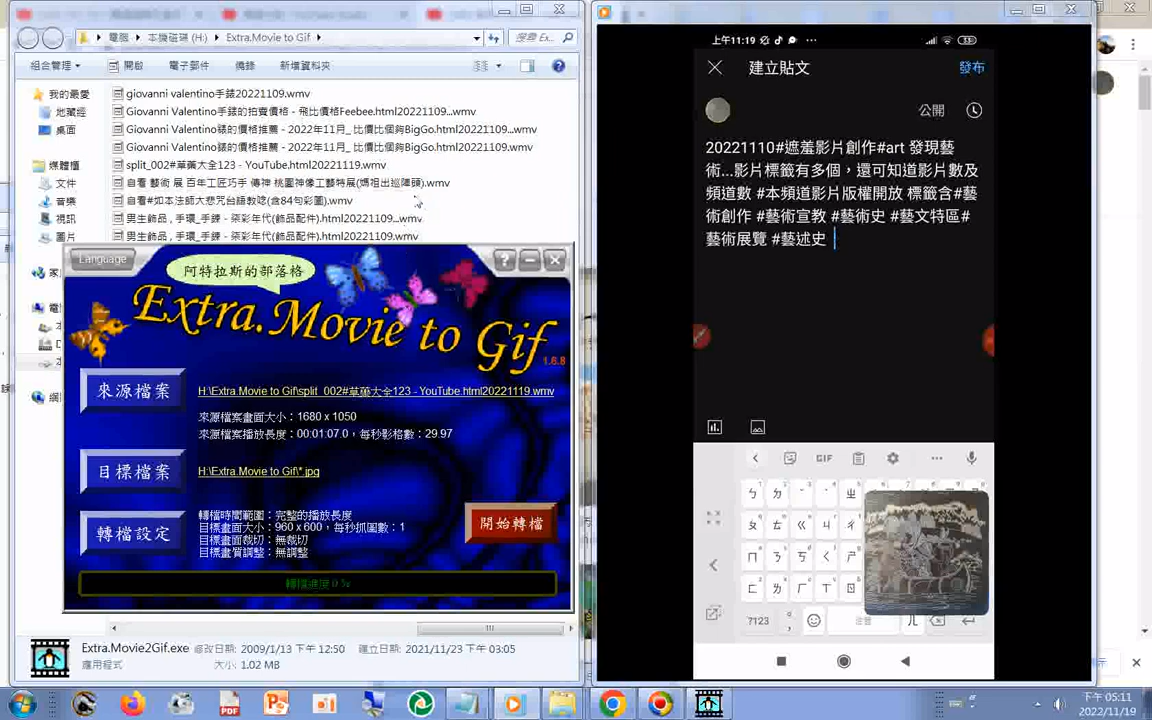 電腦 ▸ 本機磁碟 (H:) ▸ Extra.Movie to Gif ▸
搜尋 Ex...
組合管理 開啟 電子郵件 燒錄 新增資料夾
我的最愛
地藏經
桌面
媒體櫃
文件
音樂
視訊
圖片
giovanni valentino手錶20221109.wmv
Giovanni Valentino手錶的拍賣價格 - 飛比價格Feebee.html20221109...wmv
Giovanni Valentino錶的價格推薦 - 2022年11月_ 比價比個夠BigGo.html20221109...wmv
Giovanni Valentino錶的價格推薦 - 2022年11月_ 比價比個夠BigGo.html20221109.wmv
split_002#草藥大全123 - YouTube.html20221119.wmv
自看 藝術 展 百年工匠巧手 傳神 桃園神像工藝特展(媽祖出巡陣頭).wmv
自看#如本法師大悲咒台語教唸(含84句彩圖).wmv
男生飾品 , 手環_手鍊 - 柒彩年代(飾品配件).html20221109...wmv
男生飾品 , 手環_手鍊 - 柒彩年代(飾品配件).html20221109.wmv
Language
阿特拉斯的部落格
Extra.Movie to Gif
1.6.8
來源檔案
H:\Extra.Movie to Gif\split_002#草藥大全123 - YouTube.html20221119.wmv
來源檔案畫面大小：1680 x 1050
來源檔案播放長度：00:01:07.0，每秒影格數：29.97
目標檔案
H:\Extra.Movie to Gif\*.jpg
轉檔設定
轉檔時間範圍：完整的播放長度
目標畫面大小：960 x 600，每秒抓圖數：1
目標畫面裁切：無裁切
目標畫質調整：無調整
開始轉檔
Extra.Movie2Gif.exe 修改日期: 2009/1/13 下午 12:50 建立日期: 2021/11/23 下午 03:05
應用程式 大小: 1.02 MB
上午11:19
33
建立貼文
發布
公開
20221110#遮羞影片創作#art 發現藝
術...影片標籤有多個，還可知道影片數及
頻道數 #本頻道影片版權開放 標籤含#藝
術創作 #藝術宣教 #藝術史 #藝文特區#
藝術展覽 #藝述史
GIF
ㄅ ㄉ ˇ ˋ ㄓ
ㄆ ㄊ ㄍ ㄐ ㄔ
ㄇ ㄋ ㄎ ㄑ ㄕ
ㄈ ㄌ ㄏ ㄒ ㄖ
?123
注音
ㄦ
下午 05:11
2022/11/19